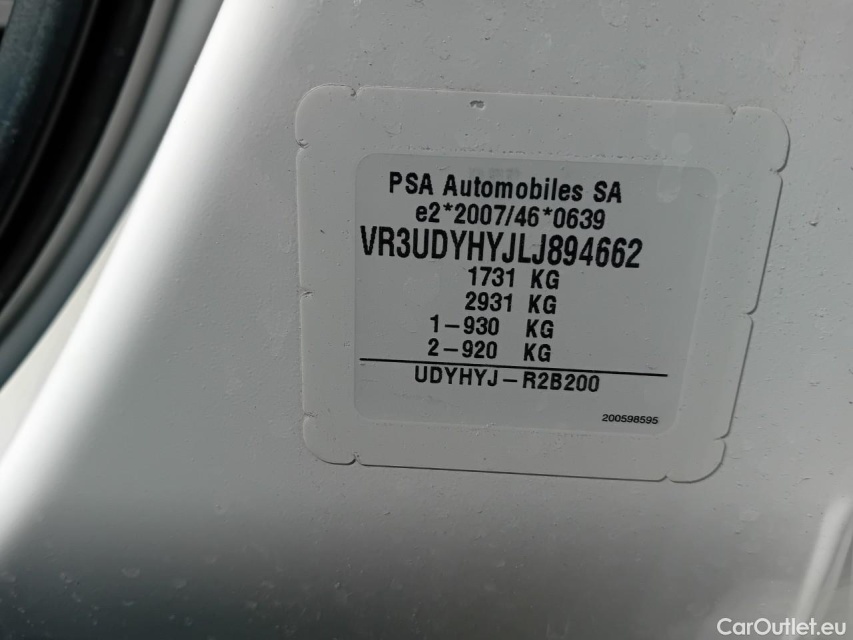 PSA Automobiles SA
e2*2007/46*0639
VR3UDYHYJLJ894662
1731 KG
2931 KG
1-930 KG
2-920 KG
UDYHYJ-R2B200
200598595
CarOutlet.eu